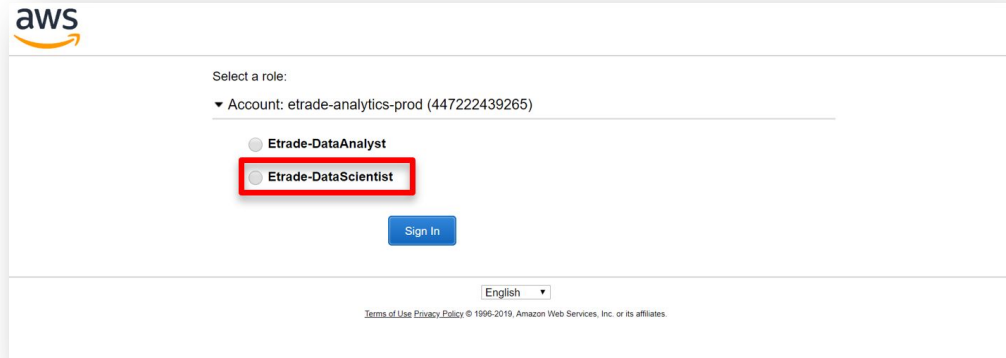 aws
Select a role:
Account: etrade-analytics-prod (447222439265)
Etrade-DataAnalyst
Etrade-DataScientist
Sign In
English
Terms of Use Privacy Policy © 1996-2019, Amazon Web Services, Inc. or its affiliates.